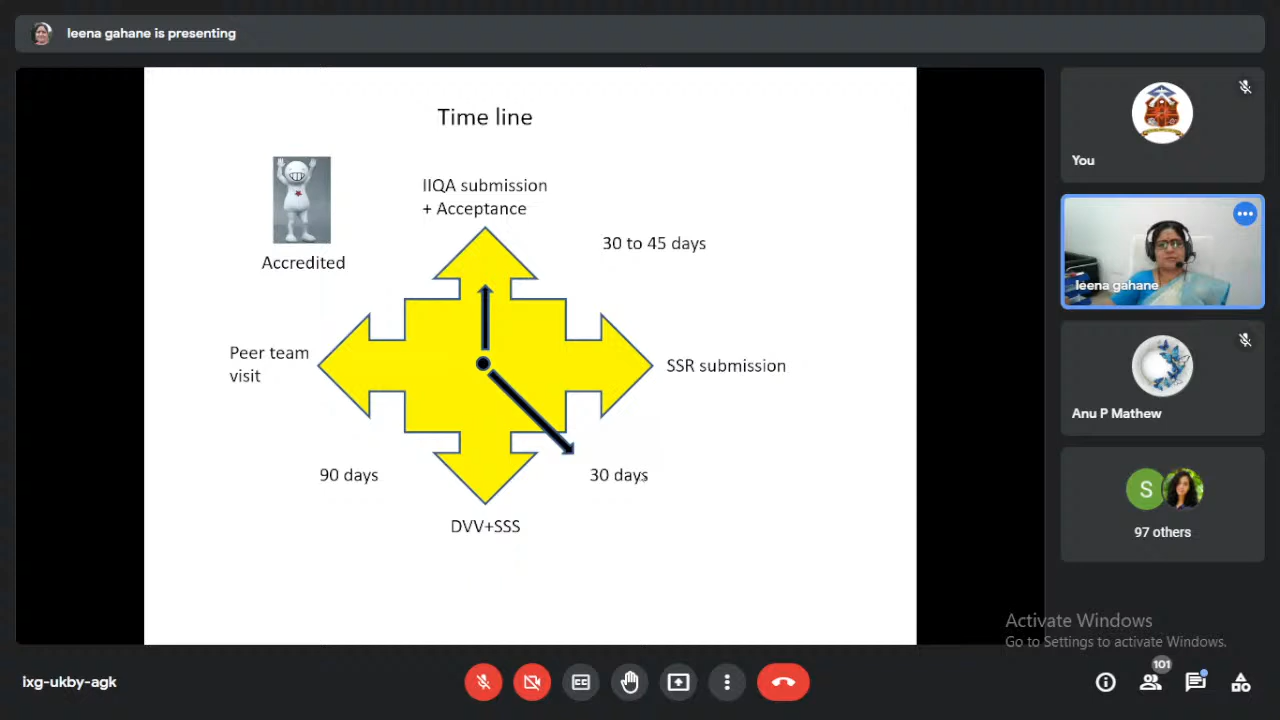 leena gahane is presenting
Time line
IIQA submission
+ Acceptance
30 to 45 days
Accredited
Peer team
visit
SSR submission
90 days
30 days
DVV+SSS
You
leena gahane
Anu P Mathew
S
97 others
Activate Windows
Go to Settings to activate Windows.
ixg-ukby-agk
CC
101